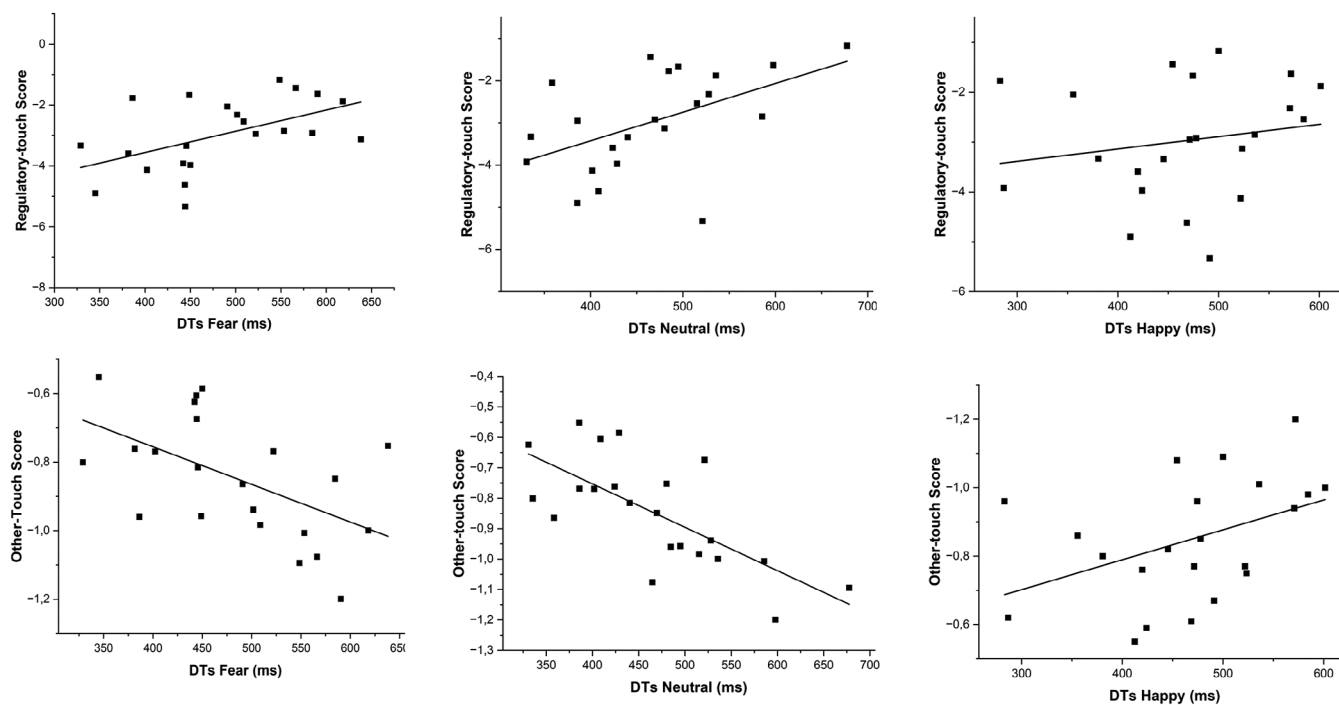 0
−2
−4
−6
−8
Regulatory-touch Score
300 350 400 450 500 550 600 650
DTs Fear (ms)
−2
−4
−6
Regulatory-touch Score
400 500 600 700
DTs Neutral (ms)
−2
−4
−6
Regulatory-touch Score
300 400 500 600
DTs Happy (ms)
−0,6
−0,8
−1,0
−1,2
Other-Touch Score
350 400 450 500 550 600 650
DTs Fear (ms)
−0,4
−0,5
−0,6
−0,7
−0,8
−0,9
−1,0
−1,1
−1,2
−1,3
Other-touch Score
350 400 450 500 550 600 650 700
DTs Neutral (ms)
−1,2
−1,0
−0,8
−0,6
Other-touch Score
300 400 500 600
DTs Happy (ms)